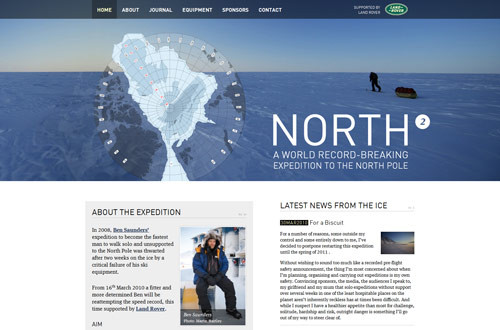 HOME ABOUT JOURNAL EQUIPMENT SPONSORS CONTACT
SUPPORTED BY
LAND ROVER
LAND
ROVER
NORTH 2
A WORLD RECORD-BREAKING
EXPEDITION TO THE NORTH POLE
ABOUT THE EXPEDITION
In 2008, Ben Saunders'
expedition to become the fastest
man to walk solo and unsupported
to the North Pole was thwarted
after two weeks on the ice by a
critical failure of his ski
equipment.
From 16th March 2010 a fitter and
more determined Ben will be
reattempting the speed record, this
time supported by Land Rover.
AIM
Ben Saunders
Photo: Martin Hartley
LATEST NEWS FROM THE ICE
30MAR2010 For a Biscuit
For a number of reasons, some outside my
control and some entirely down to me, I've
decided to postpone restarting this expedition
until the spring of 2011.
Without wishing to sound too much like a recorded pre-flight
safety announcement, the thing I'm most concerned about when
I'm planning, organising and carrying out expeditions is my own
safety. Convincing sponsors, the media, the audiences I speak to,
my girlfriend and my mum that solo expeditions without support
over several weeks in one of the least hospitable places on the
planet aren't inherently reckless has at times been difficult. And
while I suspect I have a healthier appetite than most for challenge,
solitude, hardship and risk, outright danger is something I'll go
out of my way to steer clear of.